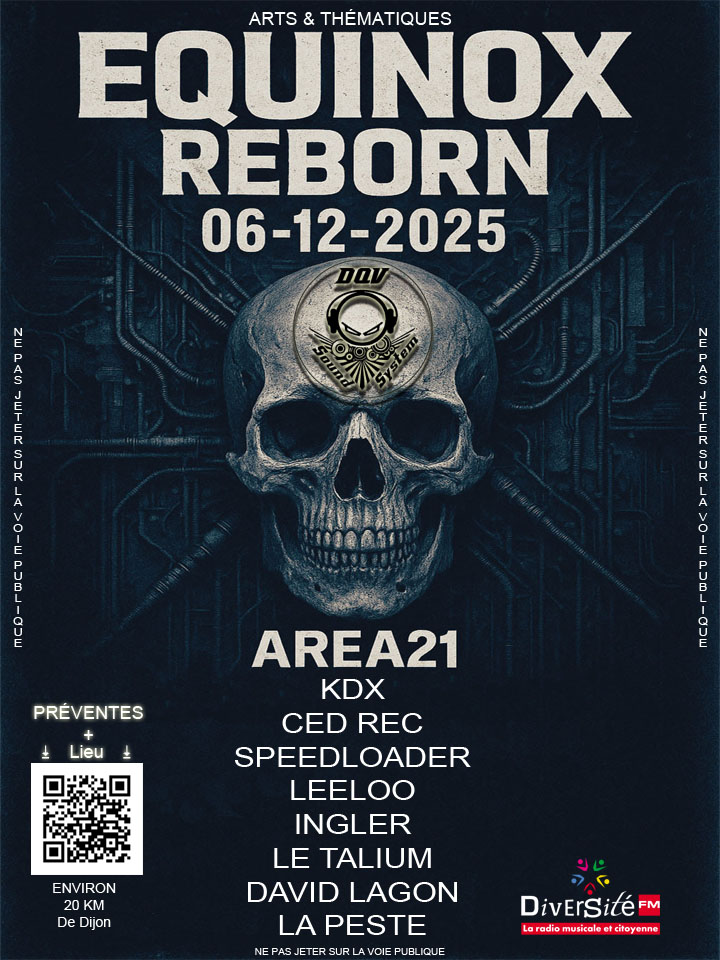 ARTS & THÉMATIQUES
EQUINOX
REBORN
06-12-2025
DQV
Sound System
NE PAS JETER SUR LA VOIE PUBLIQUE
NE PAS JETER SUR LA VOIE PUBLIQUE
AREA21
KDX
CED REC
SPEEDLOADER
LEELOO
INGLER
LE TALIUM
DAVID LAGON
LA PESTE
NE PAS JETER SUR LA VOIE PUBLIQUE
PRÉVENTES
+
⤓ Lieu ⤓
ENVIRON
20 KM
De Dijon
DiverSité FM
La radio musicale et citoyenne